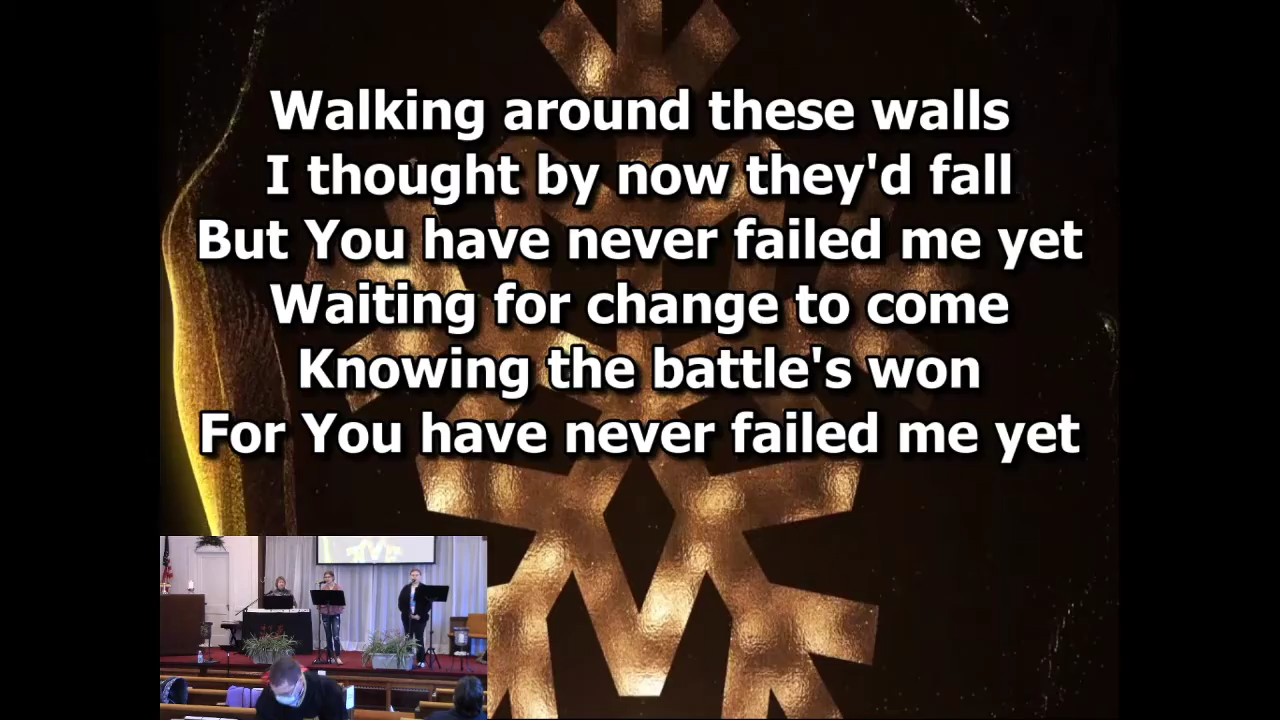 Walking around these walls
I thought by now they'd fall
But You have never failed me yet
Waiting for change to come
Knowing the battle's won
For You have never failed me yet